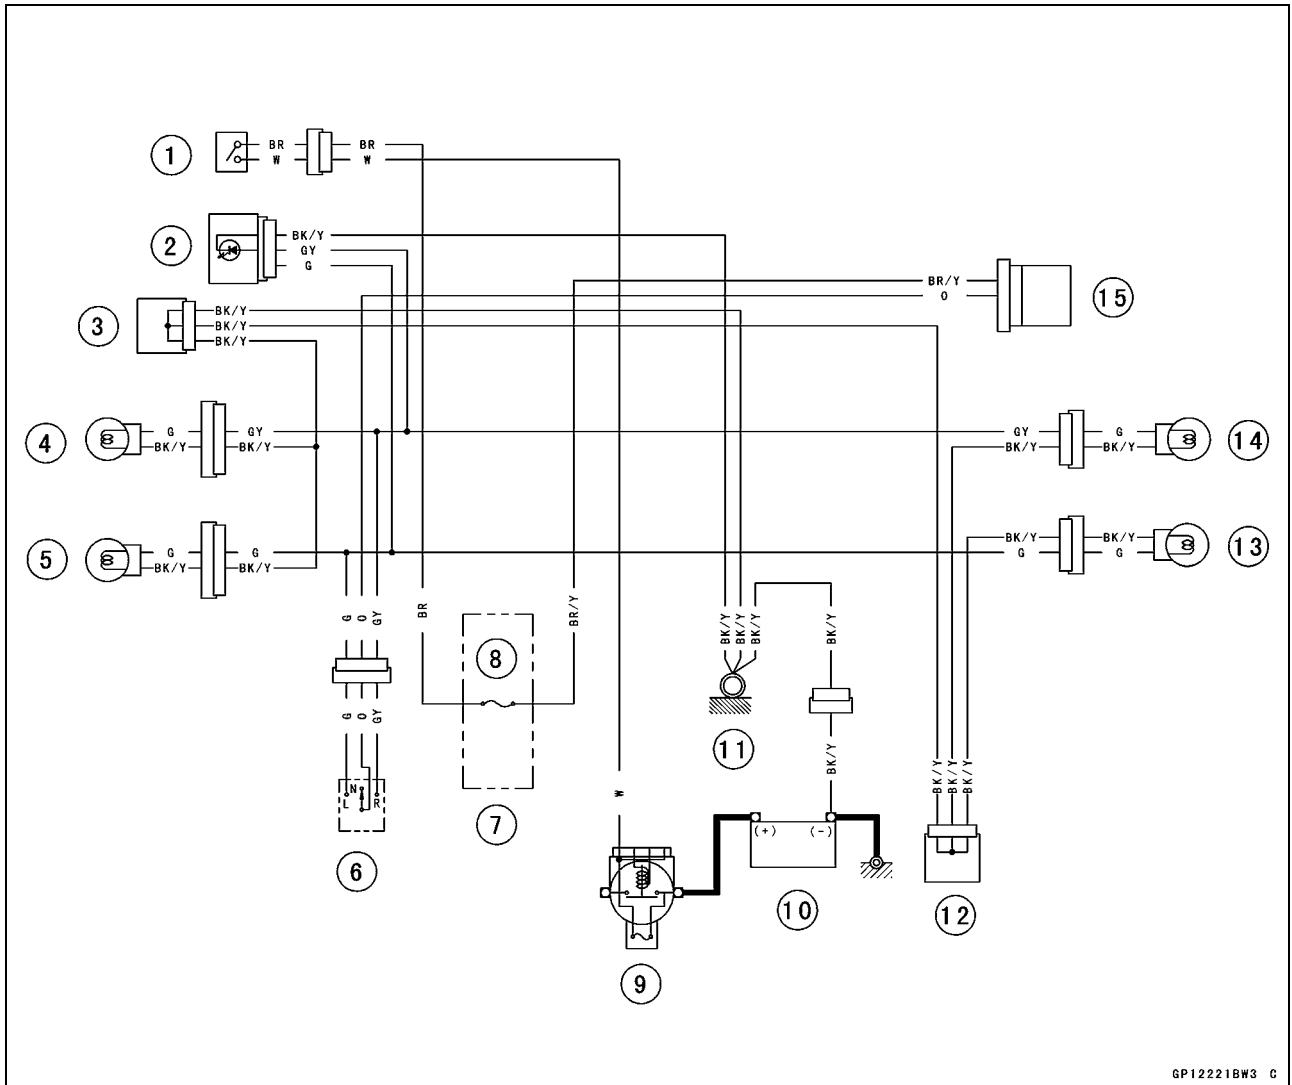 1 BR BR
W W
2 BK/Y
GY
G
BR/Y
O
15
3 BK/Y
BK/Y
BK/Y
4 G GY GY G 14
BK/Y BK/Y BK/Y BK/Y
5 G G BK/Y BK/Y 13
BK/Y BK/Y G G
G O GY BR BR/Y BK/Y BK/Y BK/Y BK/Y
8
G O GY
11
BK/Y
BK/Y BK/Y BK/Y
N
L R
W
7
(+) (-)
6
10
12
9
GP12221BW3 C